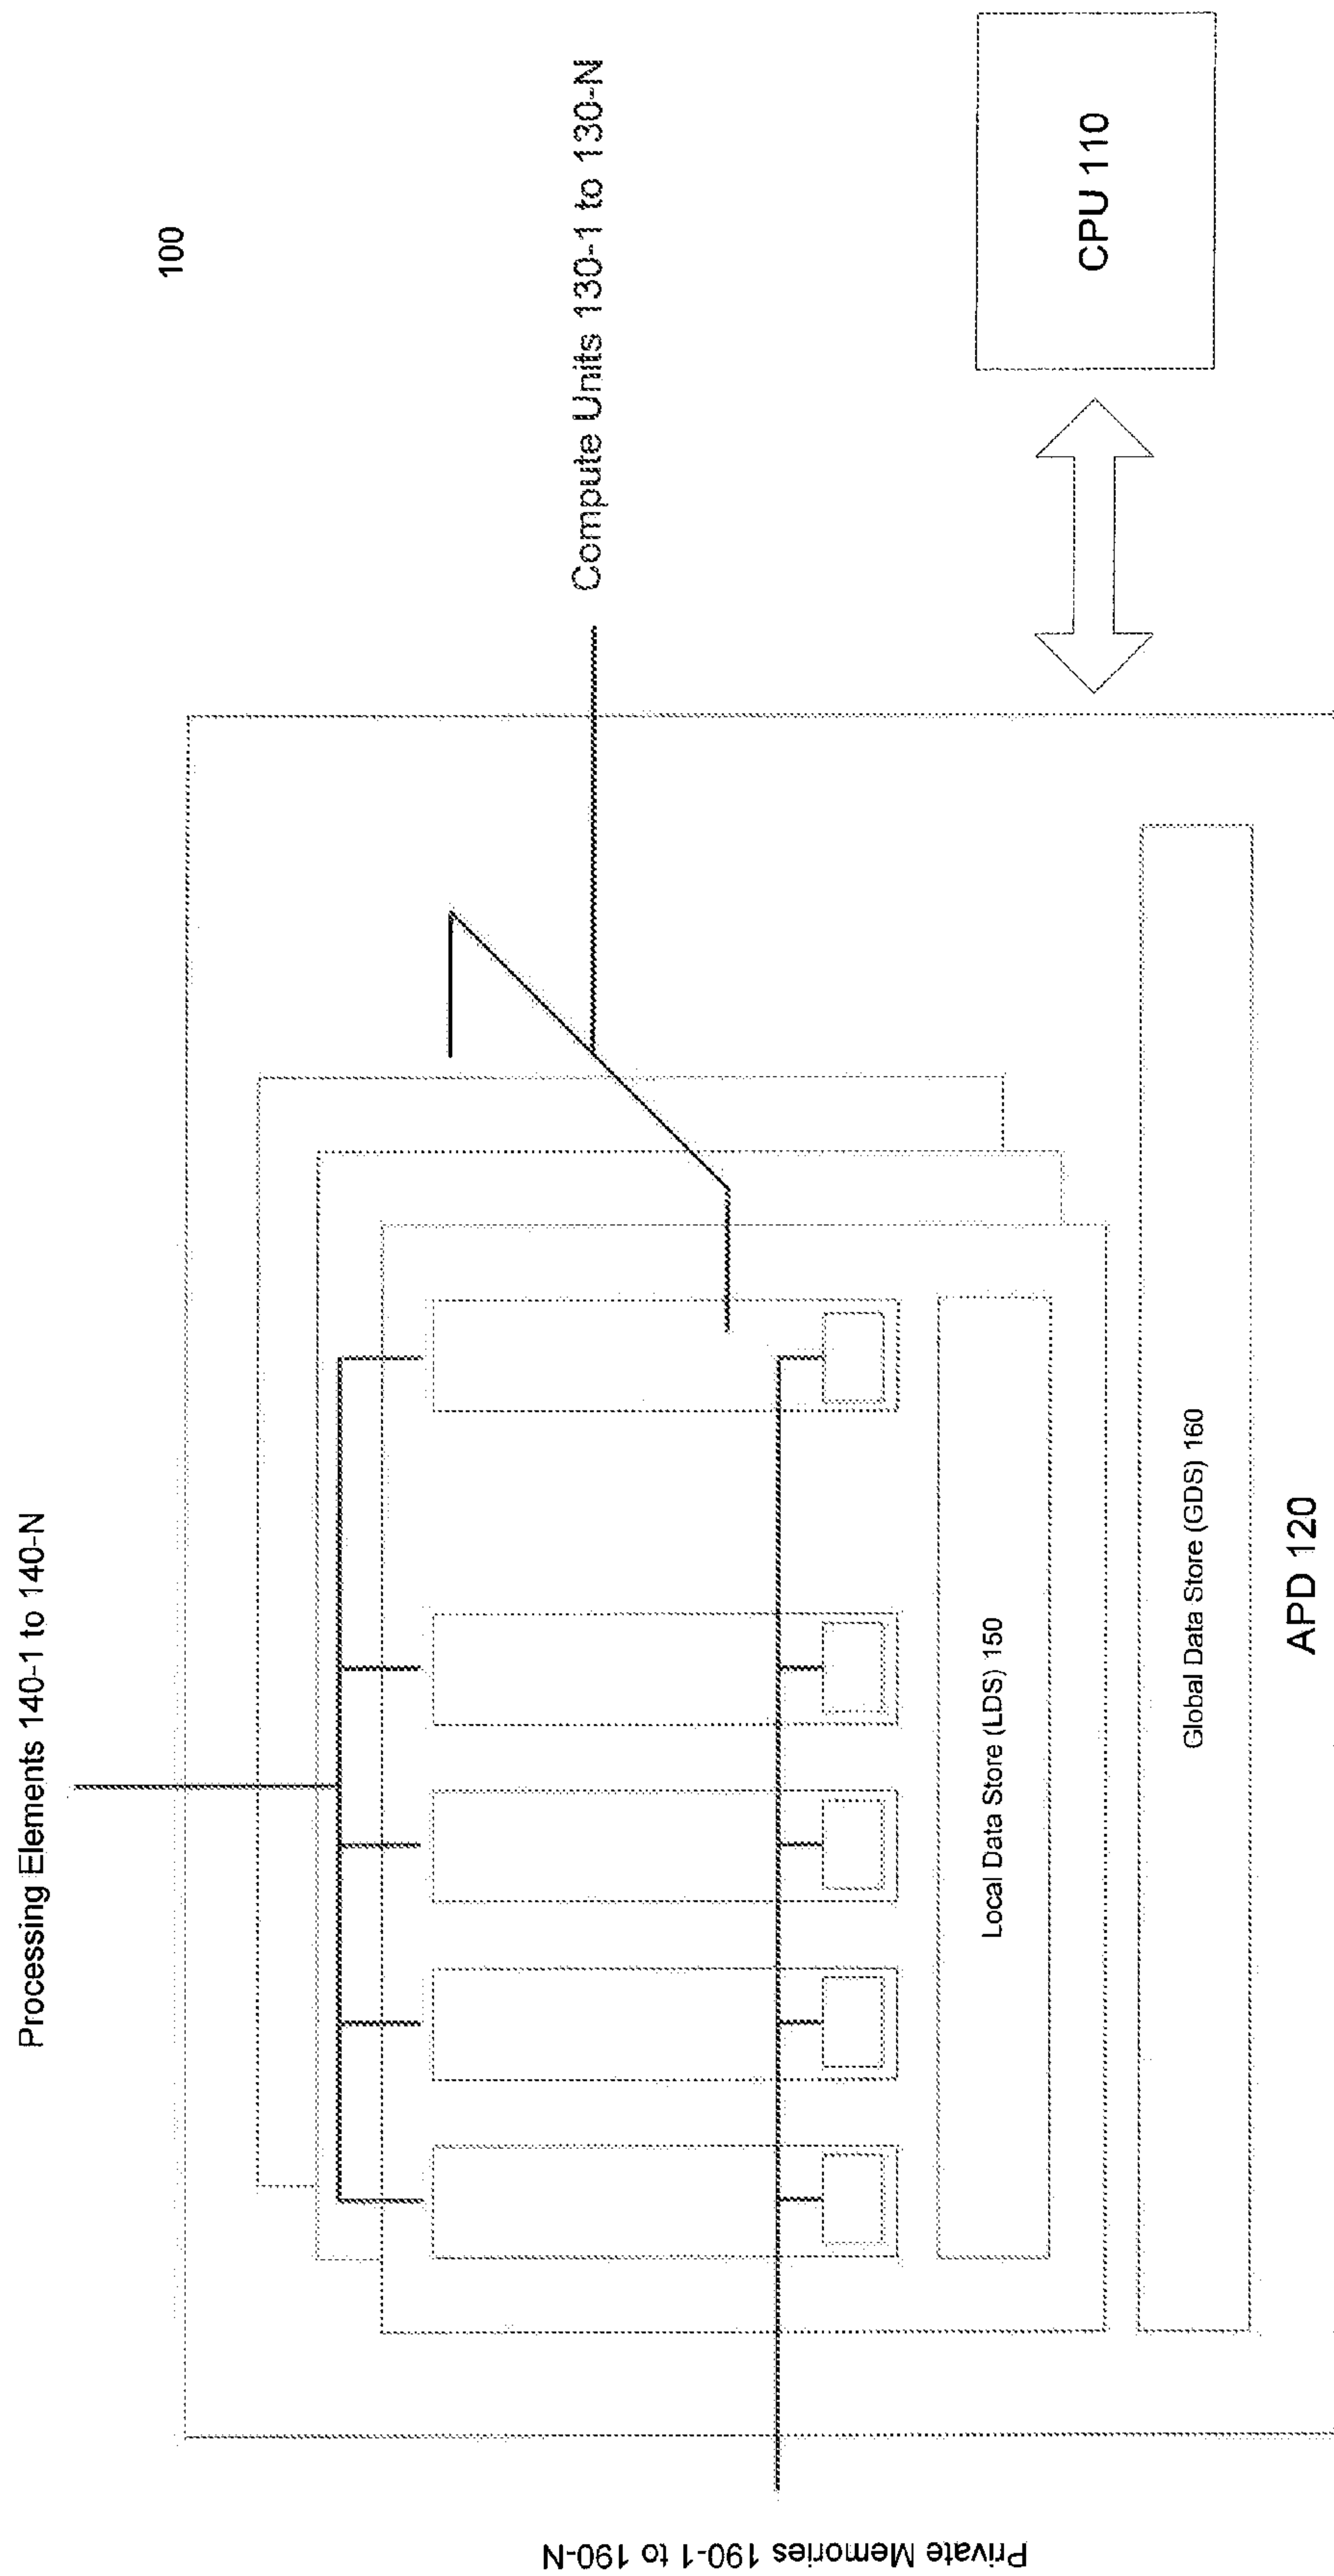 100
Processing Elements 140-1 to 140-N
Compute Units 130-1 to 130-N
Private Memories 190-1 to 190-N
Local Data Store (LDS) 150
Global Data Store (GDS) 160
APD 120
CPU 110